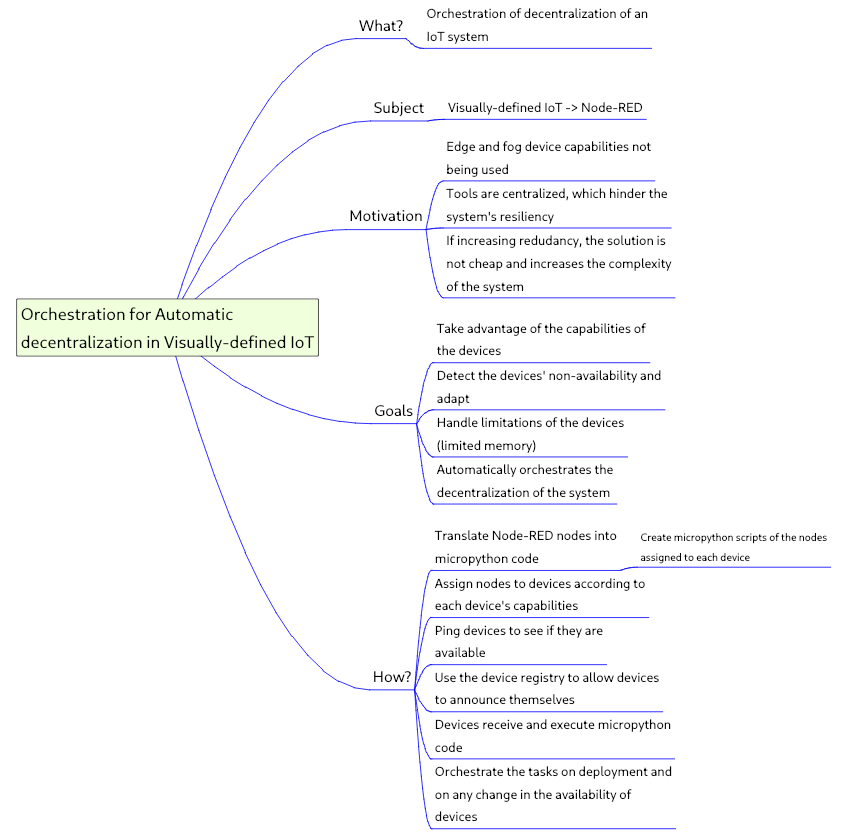 What?
Orchestration of decentralization of an
IoT system
Subject
Visually-defined IoT -> Node-RED
Motivation
Edge and fog device capabilities not
being used
Tools are centralized, which hinder the
system's resiliency
If increasing redudancy, the solution is
not cheap and increases the complexity
of the system
Orchestration for Automatic
decentralization in Visually-defined IoT
Goals
Take advantage of the capabilities of
the devices
Detect the devices' non-availability and
adapt
Handle limitations of the devices
(limited memory)
Automatically orchestrates the
decentralization of the system
How?
Translate Node-RED nodes into
micropython code
Create micropython scripts of the nodes
assigned to each device
Assign nodes to devices according to
each device's capabilities
Ping devices to see if they are
available
Use the device registry to allow devices
to announce themselves
Devices receive and execute micropython
code
Orchestrate the tasks on deployment and
on any change in the availability of
devices